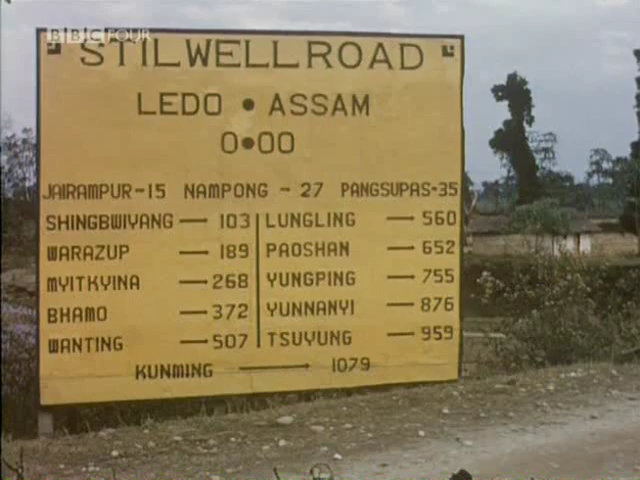 BBC FOUR
STILWELL ROAD
LEDO • ASSAM
0•00
JAIRAMPUR-15 NAMPONG - 27 PANGSUPAS-35
SHINGBWIYANG — 103 LUNGLING — 560
WARAZUP — 189 PAOSHAN — 652
MYITKYINA — 268 YUNGPING — 755
BHAMO — 372 YUNNANYI — 876
WANTING — 507 TSUYUNG — 959
KUNMING → 1079